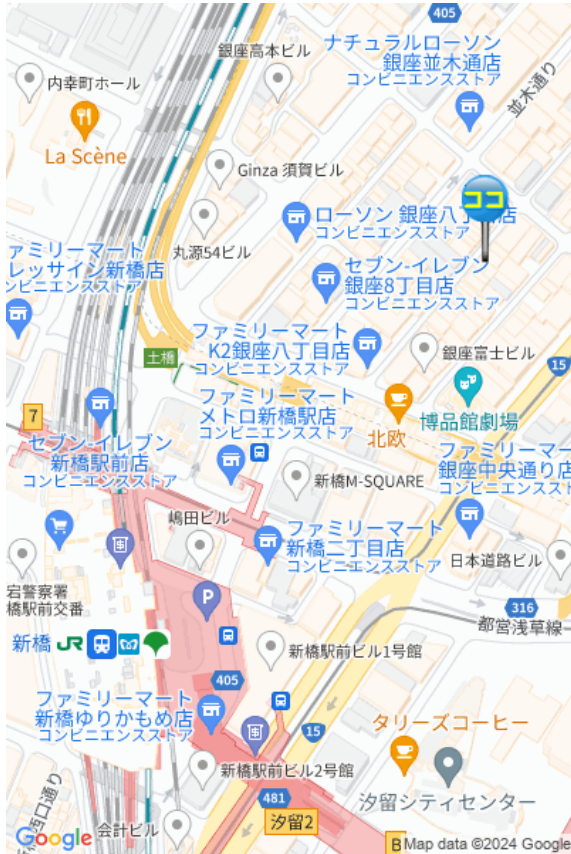 405
ナチュラルローソン
銀座並木通店
コンビニエンスストア
銀座高本ビル
内幸町ホール
並木通り
La Scène
Ginza 須賀ビル
ココ
ローソン 銀座八丁目店
コンビニエンスストア
丸源54ビル
ファミリーマート
レッサイン新橋店
ンビニエンスストア
セブン-イレブン
銀座8丁目店
コンビニエンスストア
ファミリーマート
K2銀座八丁目店
コンビニエンスストア
土橋
銀座富士ビル
15
7
ファミリーマート
メトロ新橋駅店
コンビニエンスストア
北欧
博品館劇場
セブン-イレブン
新橋駅前店
コンビニエンスストア
ファミリーマー
銀座中央通り店
コンビニエンススト
新橋M-SQUARE
嶋田ビル
ファミリーマート
新橋二丁目店
コンビニエンスストア
日本道路ビル
岩警察署
橋駅前交番
P
316
都営浅草線
新橋 JR
新橋駅前ビル1号館
405
ファミリーマート
新橋ゆりかもめ店
コンビニエンスストア
15
タリーズコーヒー
新橋駅前ビル2号館
汐留シティセンター
481
汐留2
西口通り
会計ビル
Google
B
Map data ©2024 Google